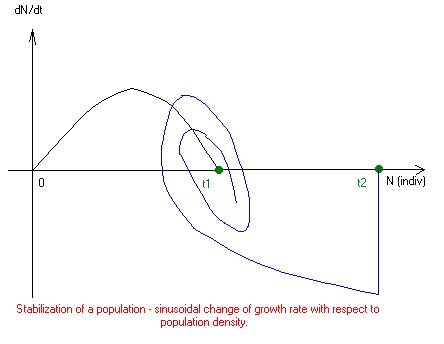 dN/dt
0
t1
t2
N (indiv)
Stabilization of a population - sinusoidal change of growth rate with respect to
population density.